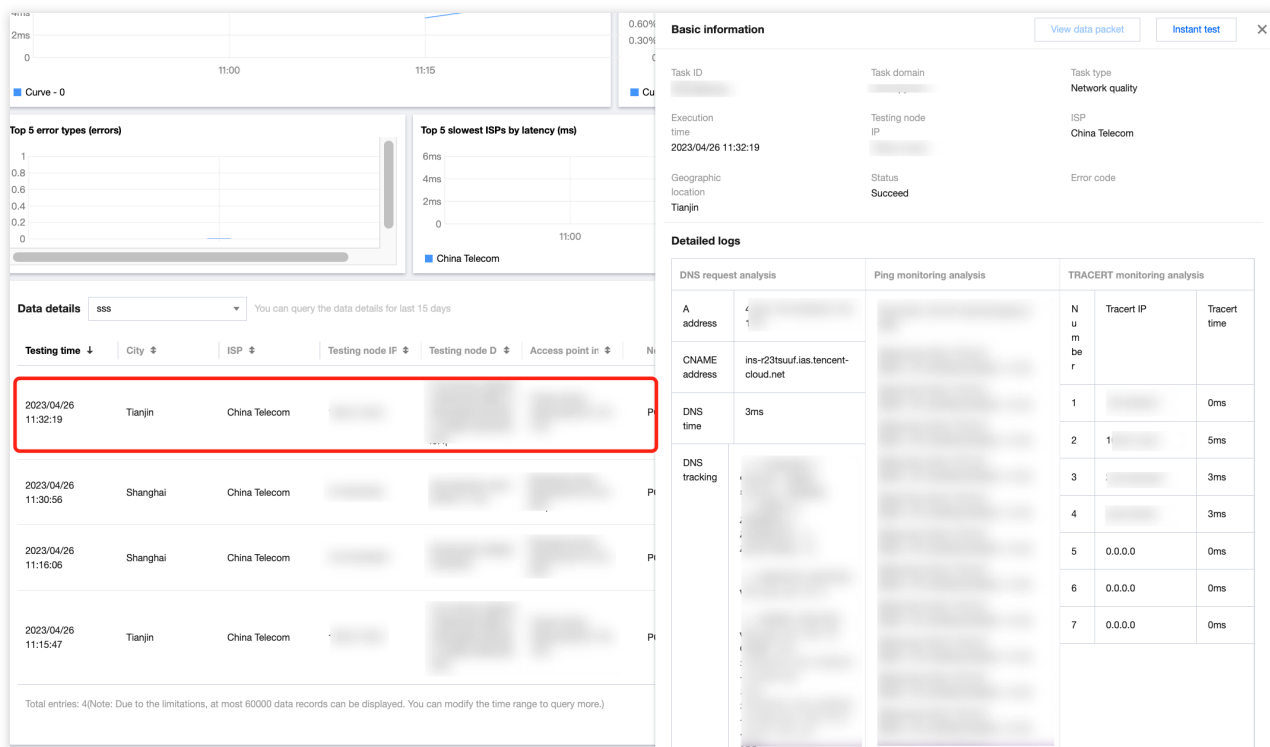 4ms
2ms
0
11:00
11:15
Curve - 0
0.60%
0.30%
Cu
Top 5 error types (errors)
1
0.8
0.6
0.4
0.2
0
Top 5 slowest ISPs by latency (ms)
6ms
4ms
2ms
0
11:00
China Telecom
Data details
sss
You can query the data details for last 15 days
Testing time
City
ISP
Testing node IP
Testing node D
Access point in
2023/04/26
11:32:19
Tianjin
China Telecom
2023/04/26
11:30:56
Shanghai
China Telecom
2023/04/26
11:16:06
Shanghai
China Telecom
2023/04/26
11:15:47
Tianjin
China Telecom
Total entries: 4(Note: Due to the limitations, at most 60000 data records can be displayed. You can modify the time range to query more.)
Basic information
View data packet
Instant test
Task ID
Task domain
Task type
Network quality
Execution
time
2023/04/26 11:32:19
Testing node
IP
ISP
China Telecom
Geographic
location
Tianjin
Status
Succeed
Error code
Detailed logs
DNS request analysis
Ping monitoring analysis
TRACERT monitoring analysis
A
address
CNAME
address
ins-r23tsuuf.ias.tencent-
cloud.net
DNS
time
3ms
DNS
tracking
N
u
m
be
r
Tracert IP
Tracert
time
1
0ms
2
5ms
3
3ms
4
3ms
5
0.0.0.0
0ms
6
0.0.0.0
0ms
7
0.0.0.0
0ms